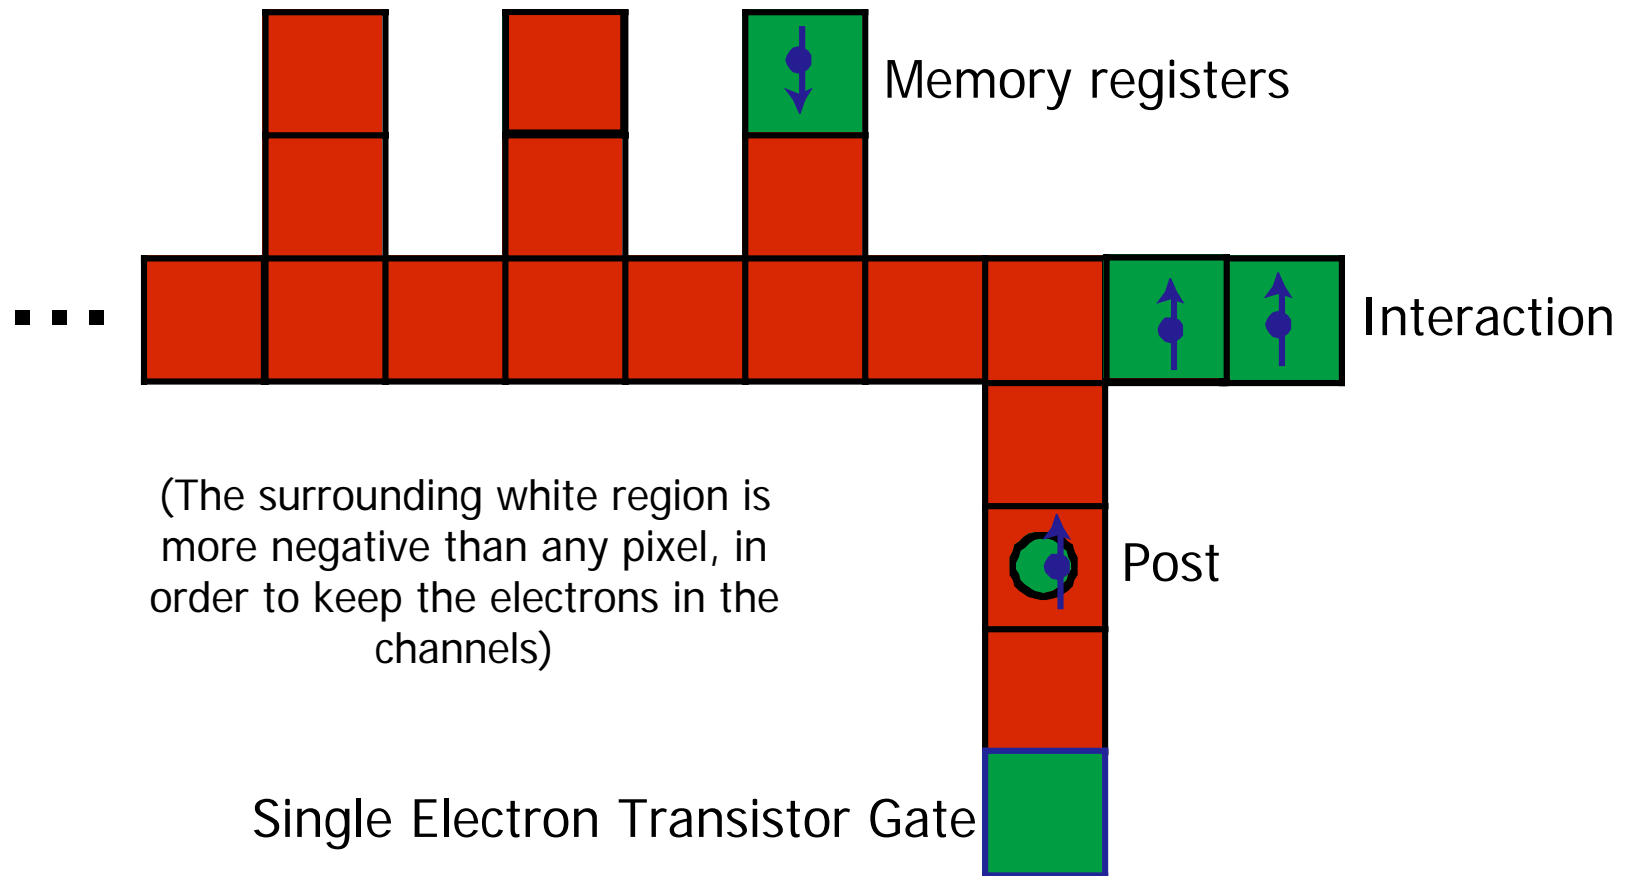 Memory registers
Interaction
(The surrounding white region is
more negative than any pixel, in
order to keep the electrons in the
channels)
Post
Single Electron Transistor Gate